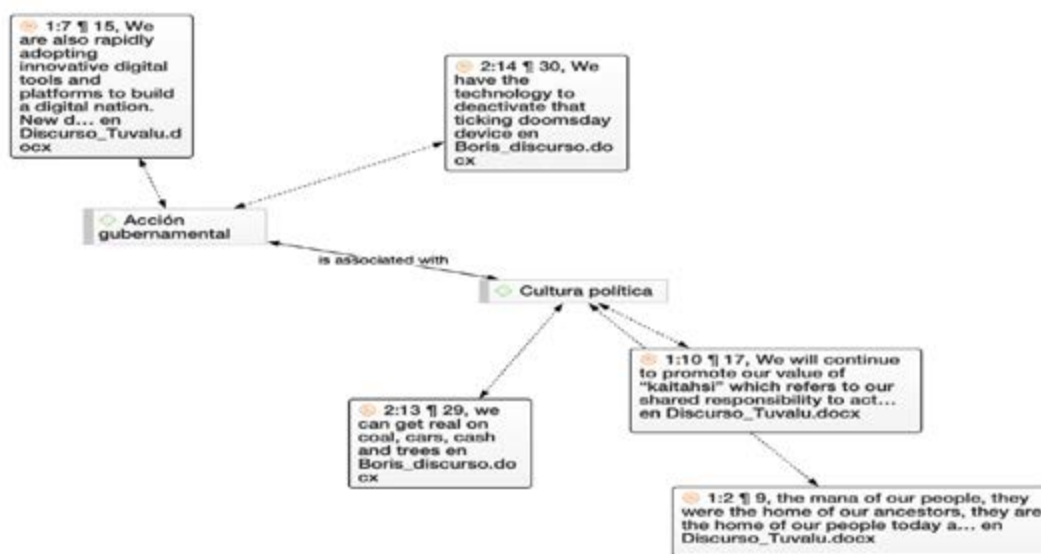 1:7 ¶ 15, We
are also rapidly
adopting
innovative digital
tools and
platforms to build
a digital nation.
New d... en
Discurso_Tuvalu.d
ocx
2:14 ¶ 30, We
have the
technology to
deactivate that
ticking doomsday
device en
Boris_discurso.do
cx
Acción
gubernamental
is associated with
Cultura política
1:10 ¶ 17, We will continue
to promote our value of
"kaitahsi" which refers to our
shared responsibility to act...
en Discurso_Tuvalu.docx
2:13 ¶ 29, we
can get real on
coal, cars, cash
and trees en
Boris_discurso.do
cx
1:2 ¶ 9, the mana of our people, they
were the home of our ancestors, they are
the home of our people today a... en
Discurso_Tuvalu.docx